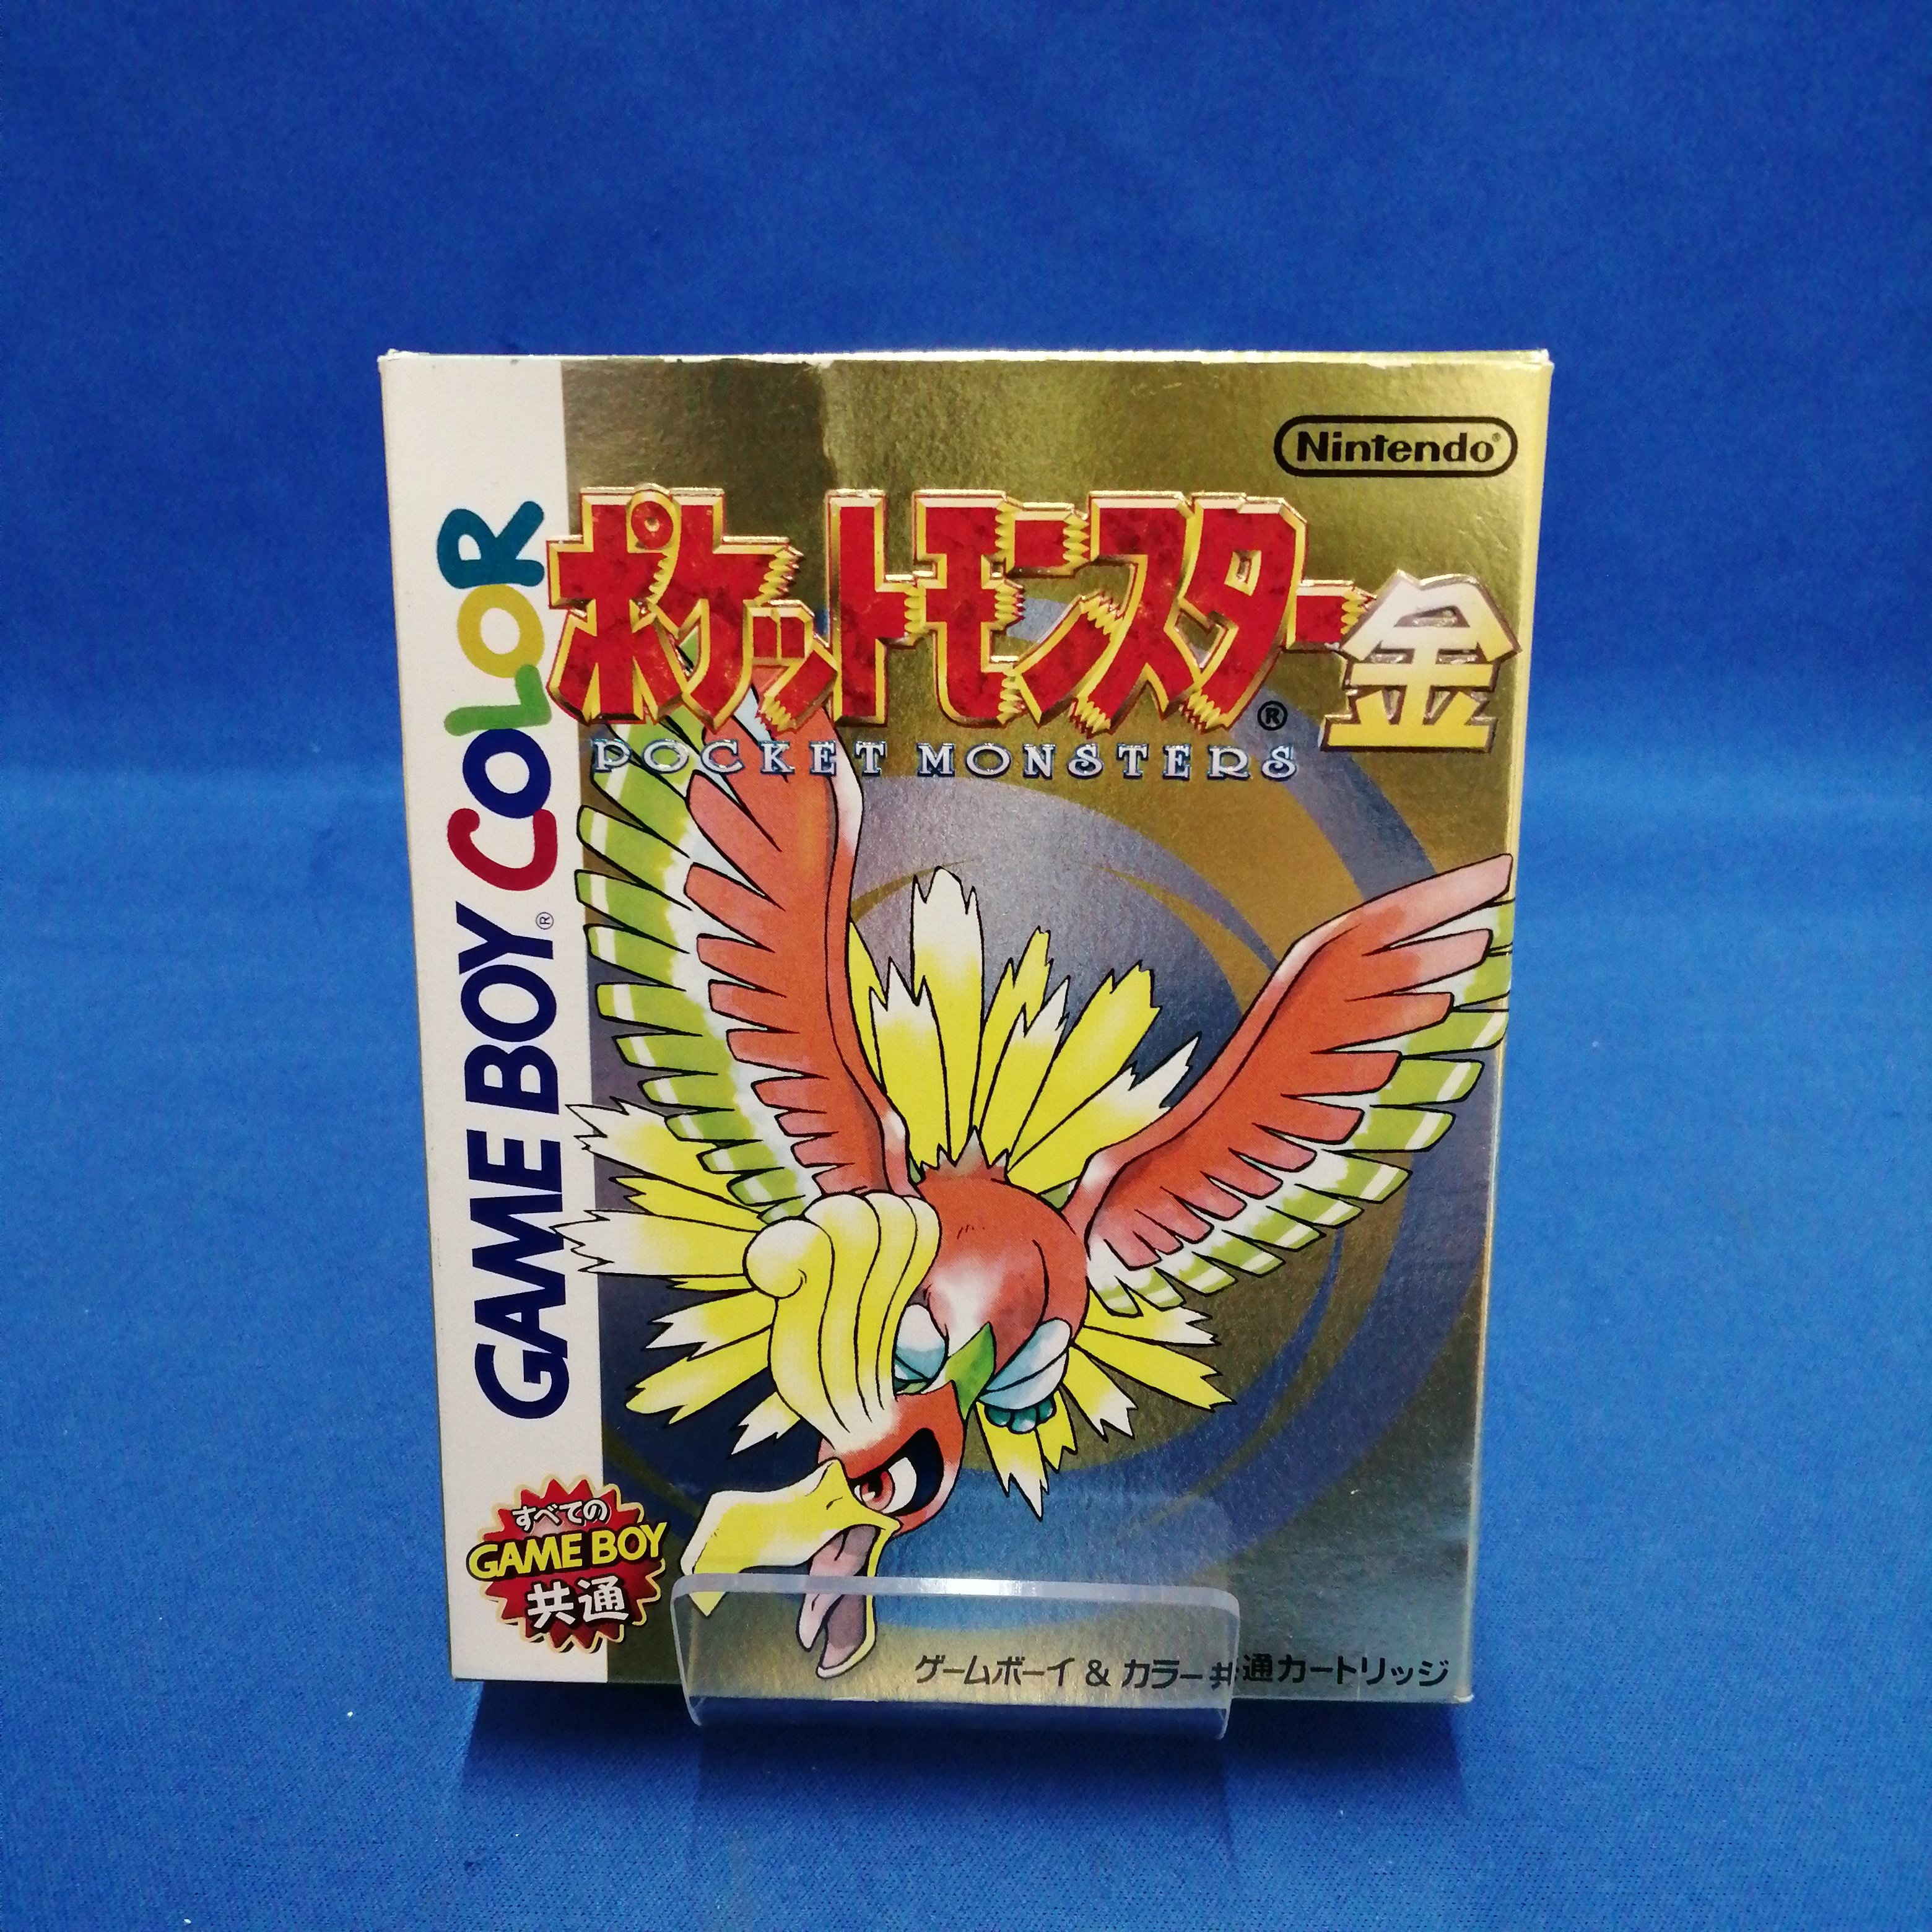 Nintendo®
ポケットモンスター金
®
POCKET MONSTERS
GAME BOY COLOR
®
すべての
GAME BOY
共通
ゲームボーイ & カラー共通カートリッジ